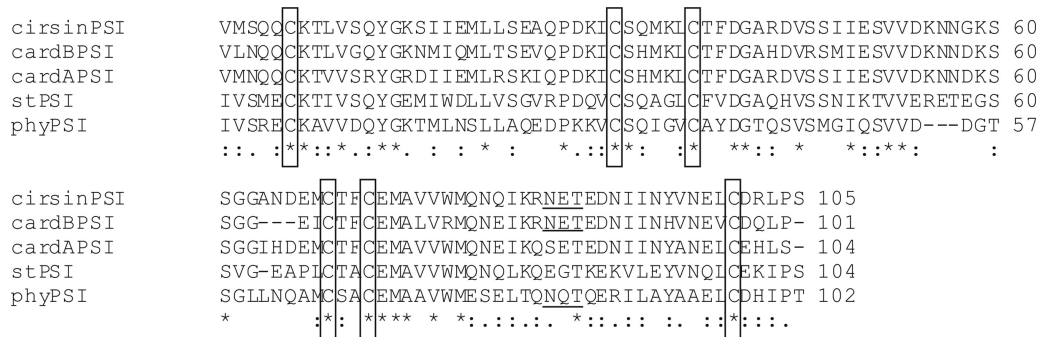 cirsinPSI VMSQQCKTLVSQYGKSIIEMLLSEAQPDKICSQMKLCTFDGARDVSSIIESVVDKNNGKS 60
cardBPSI VLNQQCKTLVGQYGKNMIQMLTSEVQPDKICSHMKLCTFDGAHDVRSMIESVVDKNNDKS 60
cardAPSI VMNQQCKTVVSRYGRDIIEMLRSKIQPDKICSHMKLCTFDGARDVSSIIESVVDKNNDKS 60
stPSI IVSMECKTIVSQYGEMIWDLLVSGVRPDQVCSQAGLCFVDGAQHVSSNIKTVVERETEGS 60
phyPSI IVSRECKAVVDQYGKTMLNSLLAQEDPKKVCSQIGVCAYDGTQSVSMGIQSVVD---DGT 57
::. :*::*.:**. : : * : *.::**: :* **: : *::**: :
cirsinPSI SGGANDEMCTFCEMAVVWMQNQIKRNETEDNIINYVNELCDRLPS 105
cardBPSI SGG---EICTFCEMALVRMQNEIKRNETEDNIINHVNEVCDQLP- 101
cardAPSI SGGIHDEMCTFCEMAVVWMQNEIKQSETEDNIINYANELCEHLS- 104
stPSI SVG-EAPLCTACEMAVVWMQNQLKQEGTKEKVLEYVNQLCEKIPS 104
phyPSI SGLLNQAMCSACEMAAVWMESELTQNQTQERILAYAAELCDHIPT 102
* :*: **** * *:.::.:. *::.:: :. ::*:::.